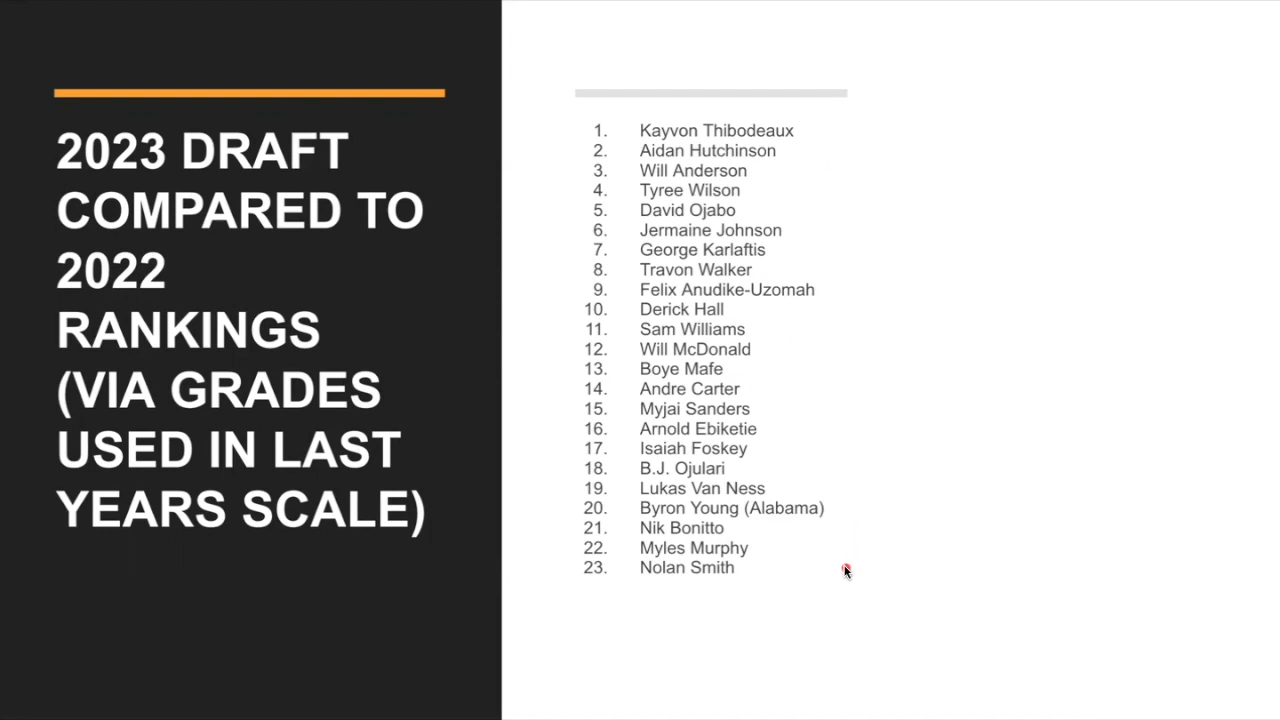 2023 DRAFT
COMPARED TO
2022
RANKINGS
(VIA GRADES
USED IN LAST
YEARS SCALE)
1. Kayvon Thibodeaux
2. Aidan Hutchinson
3. Will Anderson
4. Tyree Wilson
5. David Ojabo
6. Jermaine Johnson
7. George Karlaftis
8. Travon Walker
9. Felix Anudike-Uzomah
10. Derick Hall
11. Sam Williams
12. Will McDonald
13. Boye Mafe
14. Andre Carter
15. Myjai Sanders
16. Arnold Ebiketie
17. Isaiah Foskey
18. B.J. Ojulari
19. Lukas Van Ness
20. Byron Young (Alabama)
21. Nik Bonitto
22. Myles Murphy
23. Nolan Smith